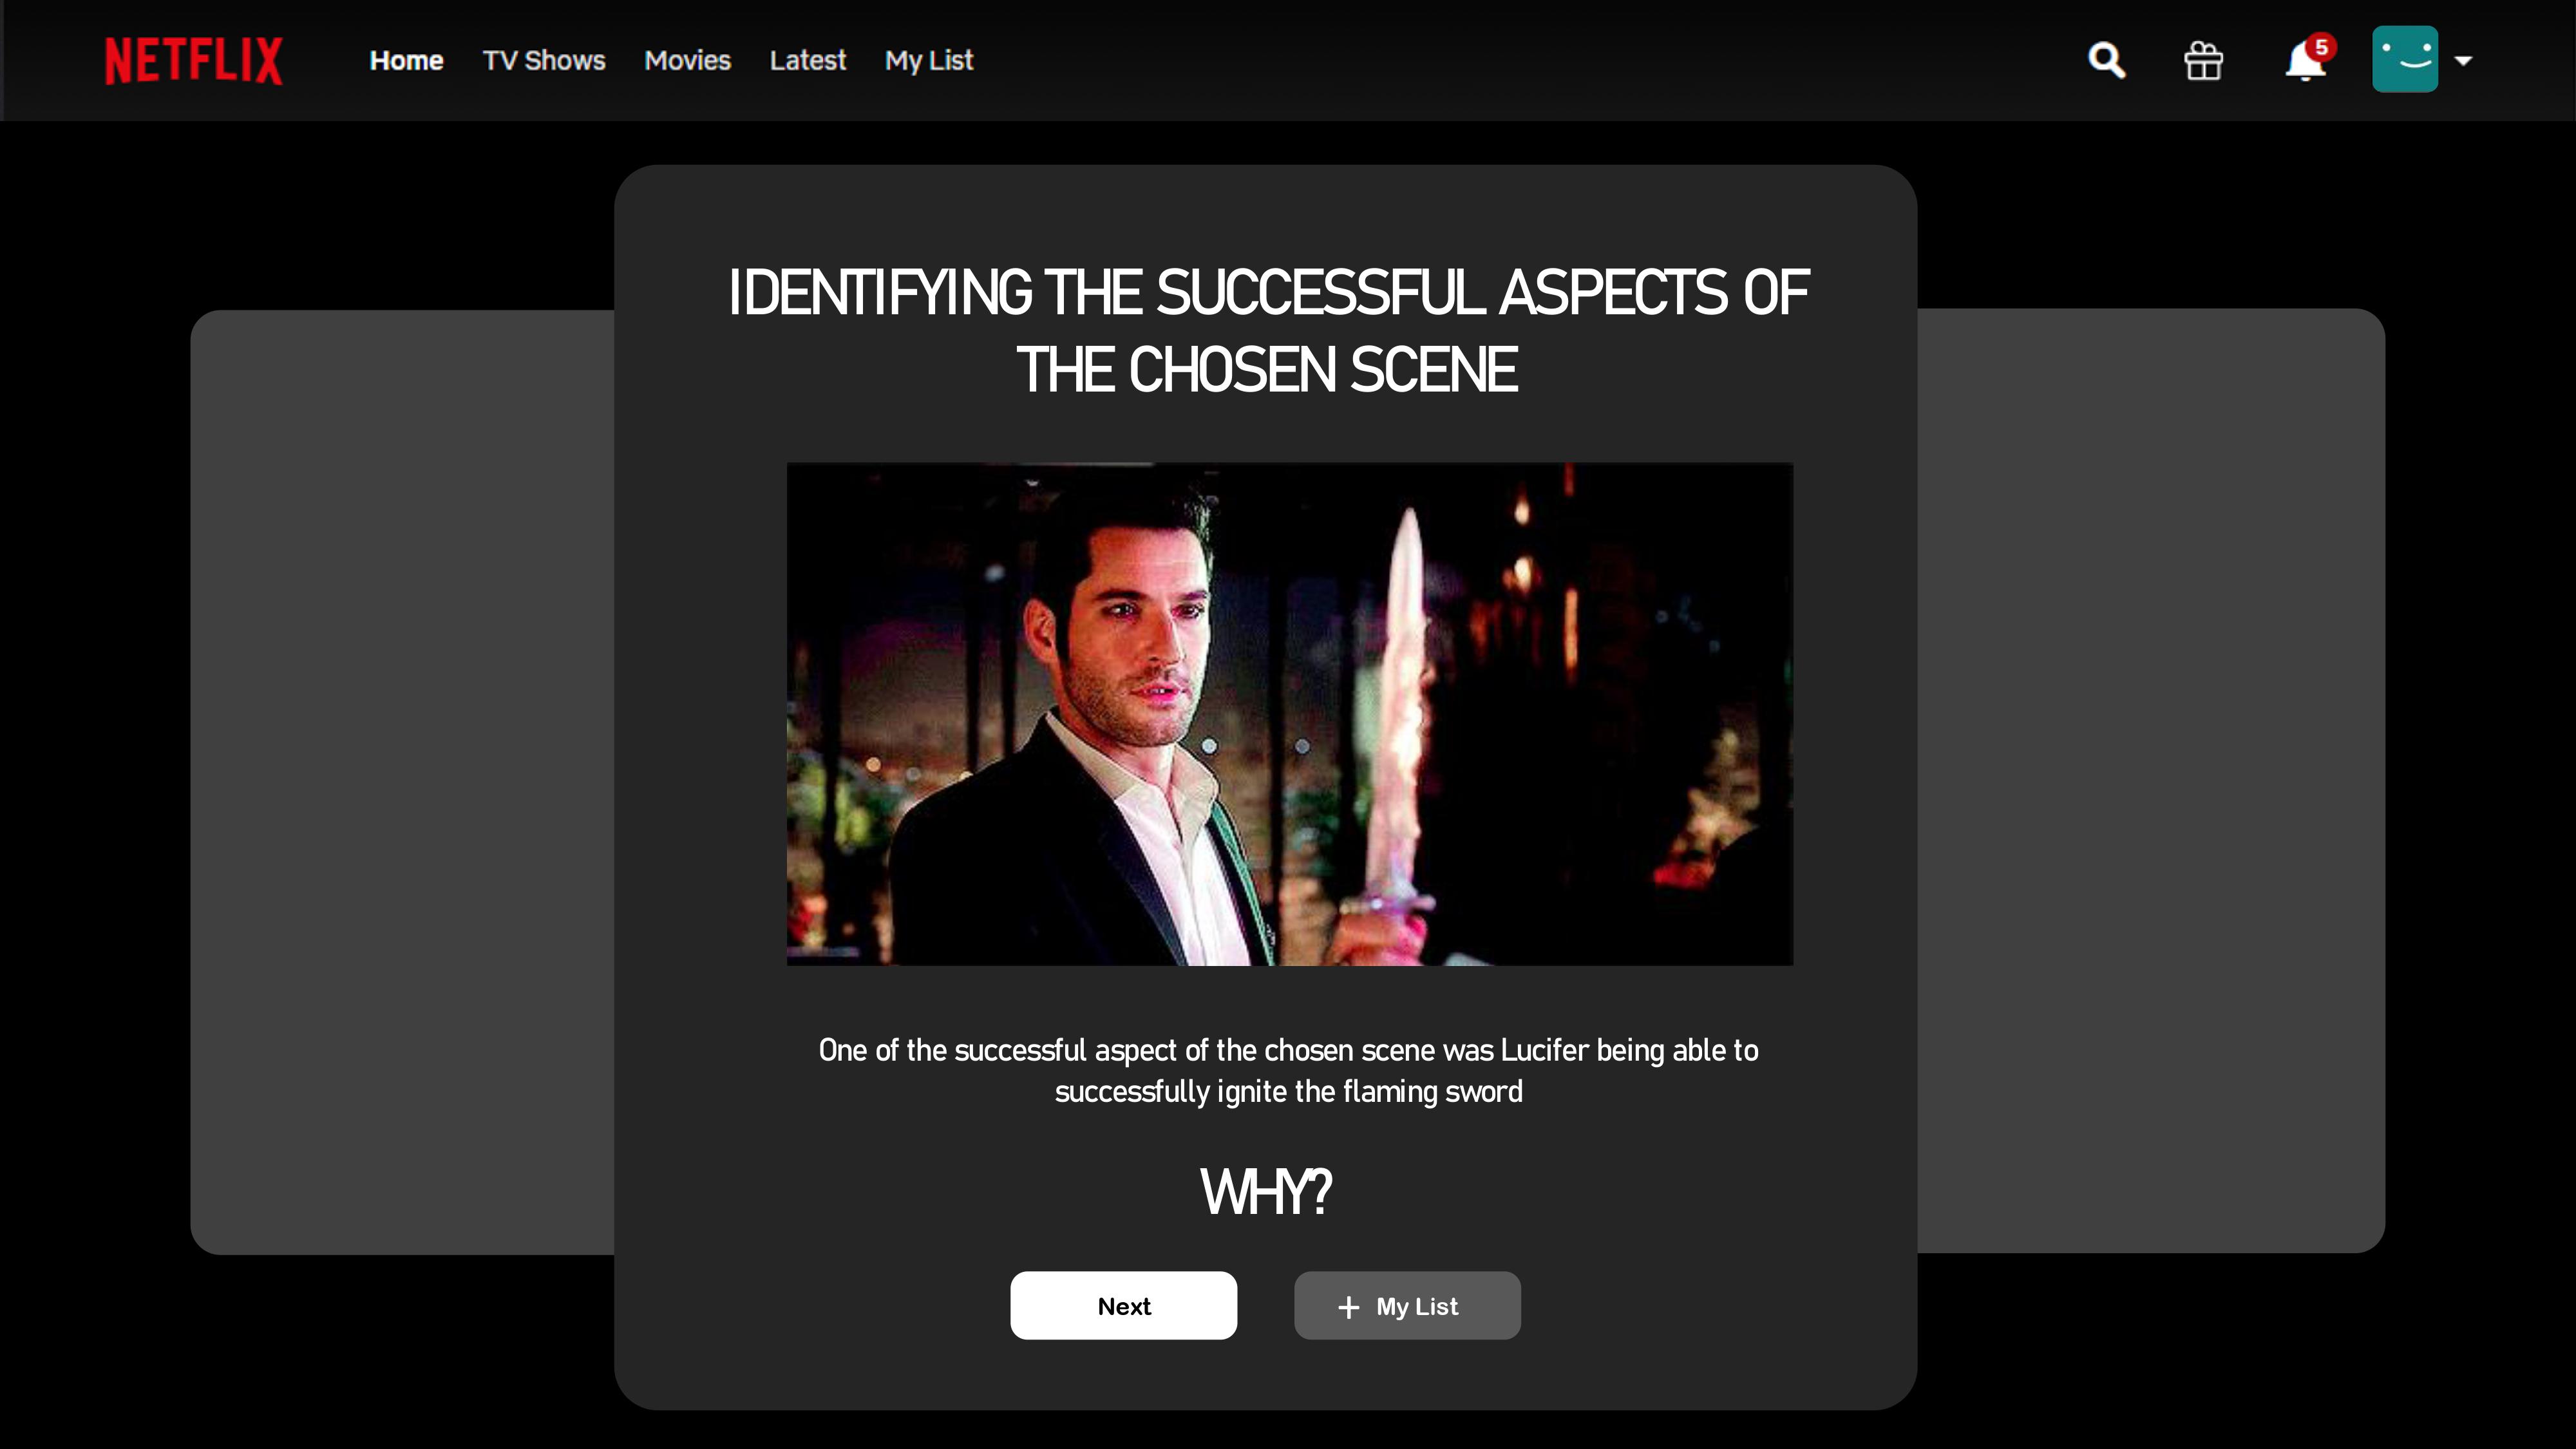 NETFLIX
Home
TV Shows
Movies
Latest
My List
5
IDENTIFYING THE SUCCESSFUL ASPECTS OF
THE CHOSEN SCENE
One of the successful aspect of the chosen scene was Lucifer being able to
successfully ignite the flaming sword
WHY?
Next
+ My List